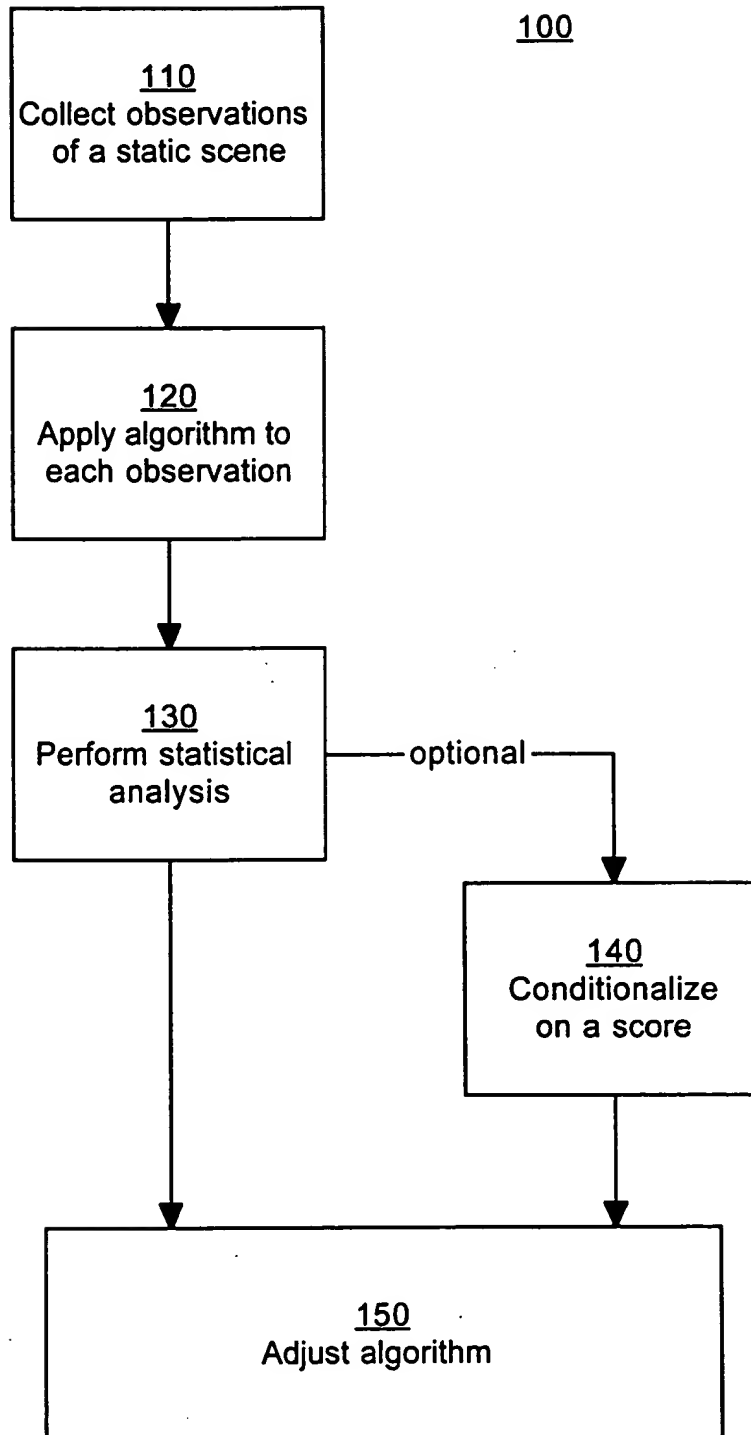 100
110
Collect observations
of a static scene
120
Apply algorithm to
each observation
130
Perform statistical
analysis
optional
140
Conditionalize
on a score
150
Adjust algorithm